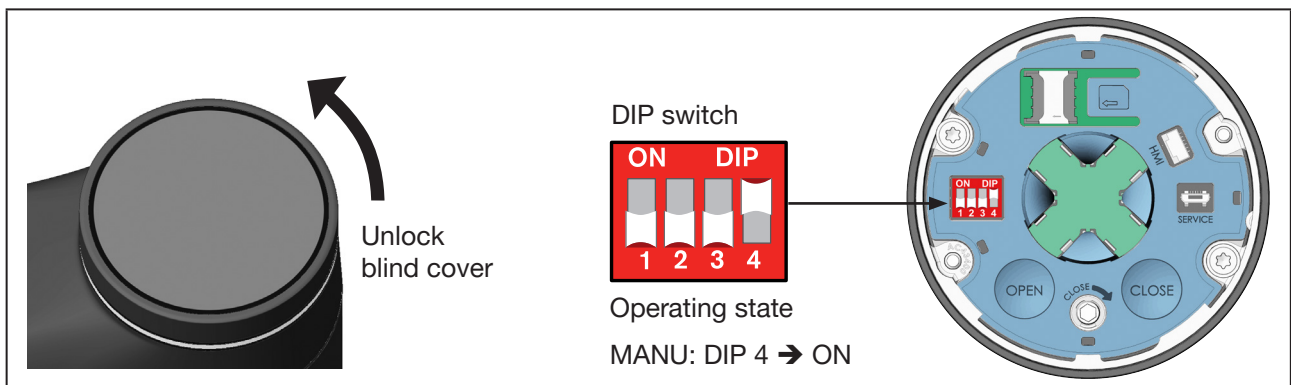 Unlock
blind cover
DIP switch
ON DIP
1 2 3 4
Operating state
MANU: DIP 4 ➔ ON
HMI
ON DIP
1 2 3 4
SERVICE
OPEN
CLOSE
CLOSE